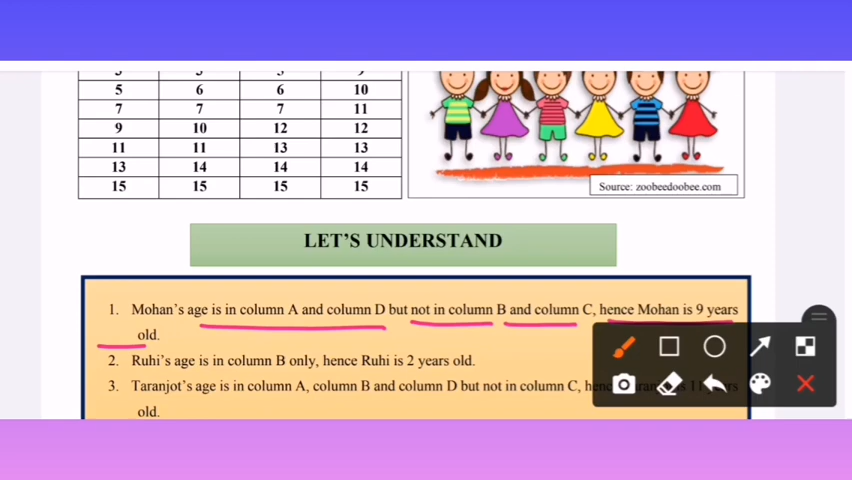 5 6 6 10
7 7 7 11
9 10 12 12
11 11 13 13
13 14 14 14
15 15 15 15
Source: zoobeedoobee.com
LET'S UNDERSTAND
1. Mohan's age is in column A and column D but not in column B and column C, hence Mohan is 9 years
old.
2. Ruhi's age is in column B only, hence Ruhi is 2 years old.
3. Taranjot's age is in column A, column B and column D but not in column C,
old.